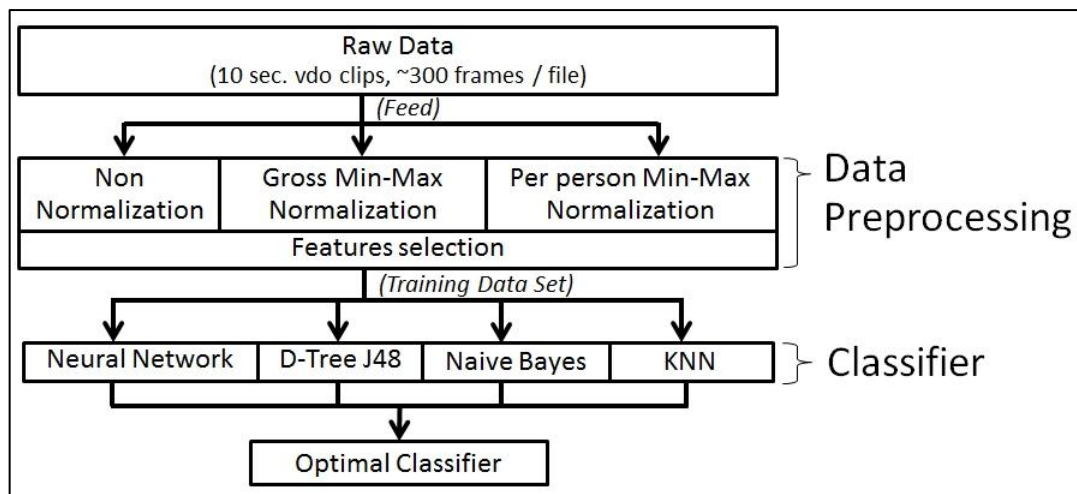 Raw Data
(10 sec. vdo clips, ~300 frames / file)
(Feed)
Non
Normalization
Gross Min-Max
Normalization
Per person Min-Max
Normalization
Data
Preprocessing
Features selection
(Training Data Set)
Neural Network
D-Tree J48
Naive Bayes
KNN
Classifier
Optimal Classifier